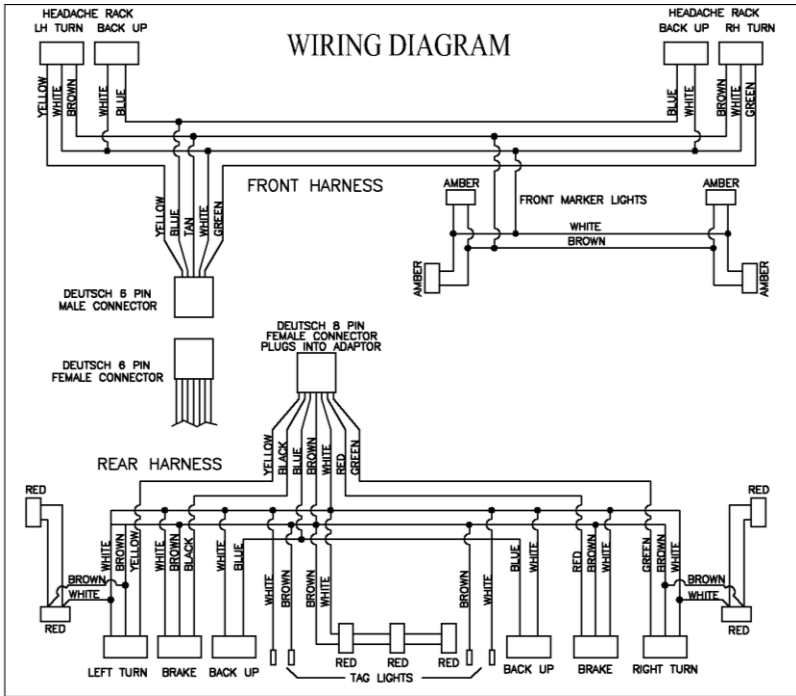 WIRING DIAGRAM
HEADACHE RACK
LH TURN BACK UP
HEADACHE RACK
BACK UP RH TURN
YELLOW
WHITE
BROWN
WHITE
BLUE
BLUE
WHITE
BROWN
WHITE
GREEN
FRONT HARNESS
YELLOW
BLUE
TAN
WHITE
GREEN
AMBER
AMBER
FRONT MARKER LIGHTS
WHITE
BROWN
AMBER
AMBER
DEUTSCH 6 PIN
MALE CONNECTOR
DEUTSCH 6 PIN
FEMALE CONNECTOR
DEUTSCH 8 PIN
FEMALE CONNECTOR
PLUGS INTO ADAPTOR
REAR HARNESS
YELLOW
BLACK
BLUE
BROWN
WHITE
RED
GREEN
RED
RED
WHITE
BROWN
YELLOW
WHITE
BROWN
BLACK
WHITE
BLUE
WHITE
BROWN
BROWN
WHITE
BROWN
WHITE
BLUE
WHITE
RED
BROWN
WHITE
GREEN
BROWN
WHITE
BROWN
WHITE
BROWN
WHITE
RED
RED
LEFT TURN
BRAKE
BACK UP
RED
RED
RED
TAG LIGHTS
BACK UP
BRAKE
RIGHT TURN